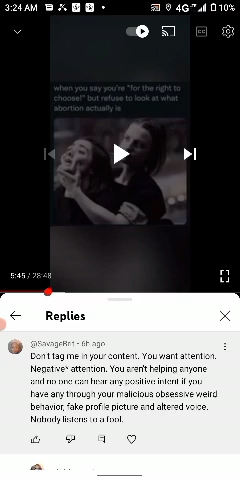 3:24 AM
4G
10%
CC
when you say you're "for the right to
choose!" but refuse to look at what
abortion actually is
5:45 / 28:48
Replies
@SavageBrit • 6h ago
Don't tag me in your content. You want attention.
Negative* attention. You aren't helping anyone
and no one can hear any positive intent if you
have any through your malicious obsessive weird
behavior, fake profile picture and altered voice.
Nobody listens to a fool.